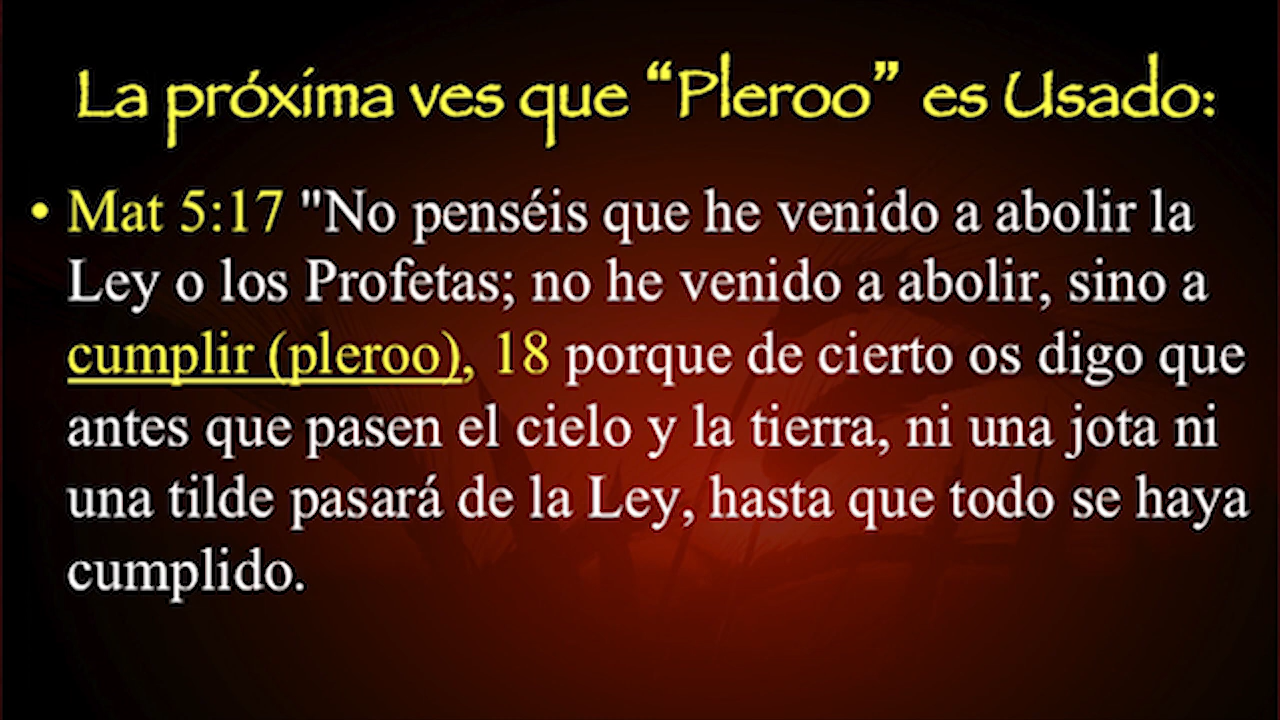 La próxima ves que “Pleroo” es Usado:
• Mat 5:17 "No penséis que he venido a abolir la
Ley o los Profetas; no he venido a abolir, sino a
cumplir (pleroo), 18 porque de cierto os digo que
antes que pasen el cielo y la tierra, ni una jota ni
una tilde pasará de la Ley, hasta que todo se haya
cumplido.